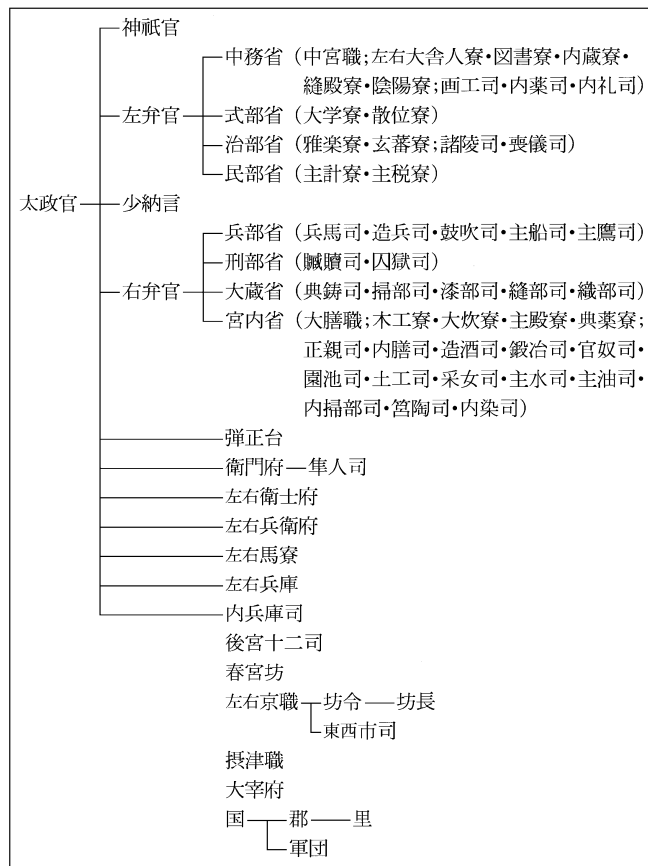 神祇官
中務省（中宮職;左右大舎人寮・図書寮・内蔵寮・
縫殿寮・陰陽寮;画工司・内薬司・内礼司）
左弁官
式部省（大学寮・散位寮）
治部省（雅楽寮・玄蕃寮;諸陵司・喪儀司）
民部省（主計寮・主税寮）
太政官
少納言
兵部省（兵馬司・造兵司・鼓吹司・主船司・主鷹司）
刑部省（贓贖司・囚獄司）
右弁官
大蔵省（典鋳司・掃部司・漆部司・縫部司・織部司）
宮内省（大膳職;木工寮・大炊寮・主殿寮・典薬寮;
正親司・内膳司・造酒司・鍛冶司・官奴司・
園池司・土工司・采女司・主水司・主油司・
内掃部司・筥陶司・内染司）
弾正台
衛門府 隼人司
左右衛士府
左右兵衛府
左右馬寮
左右兵庫
内兵庫司
後宮十二司
春宮坊
左右京職 坊令 坊長
東西市司
摂津職
大宰府
国 郡 里
軍団